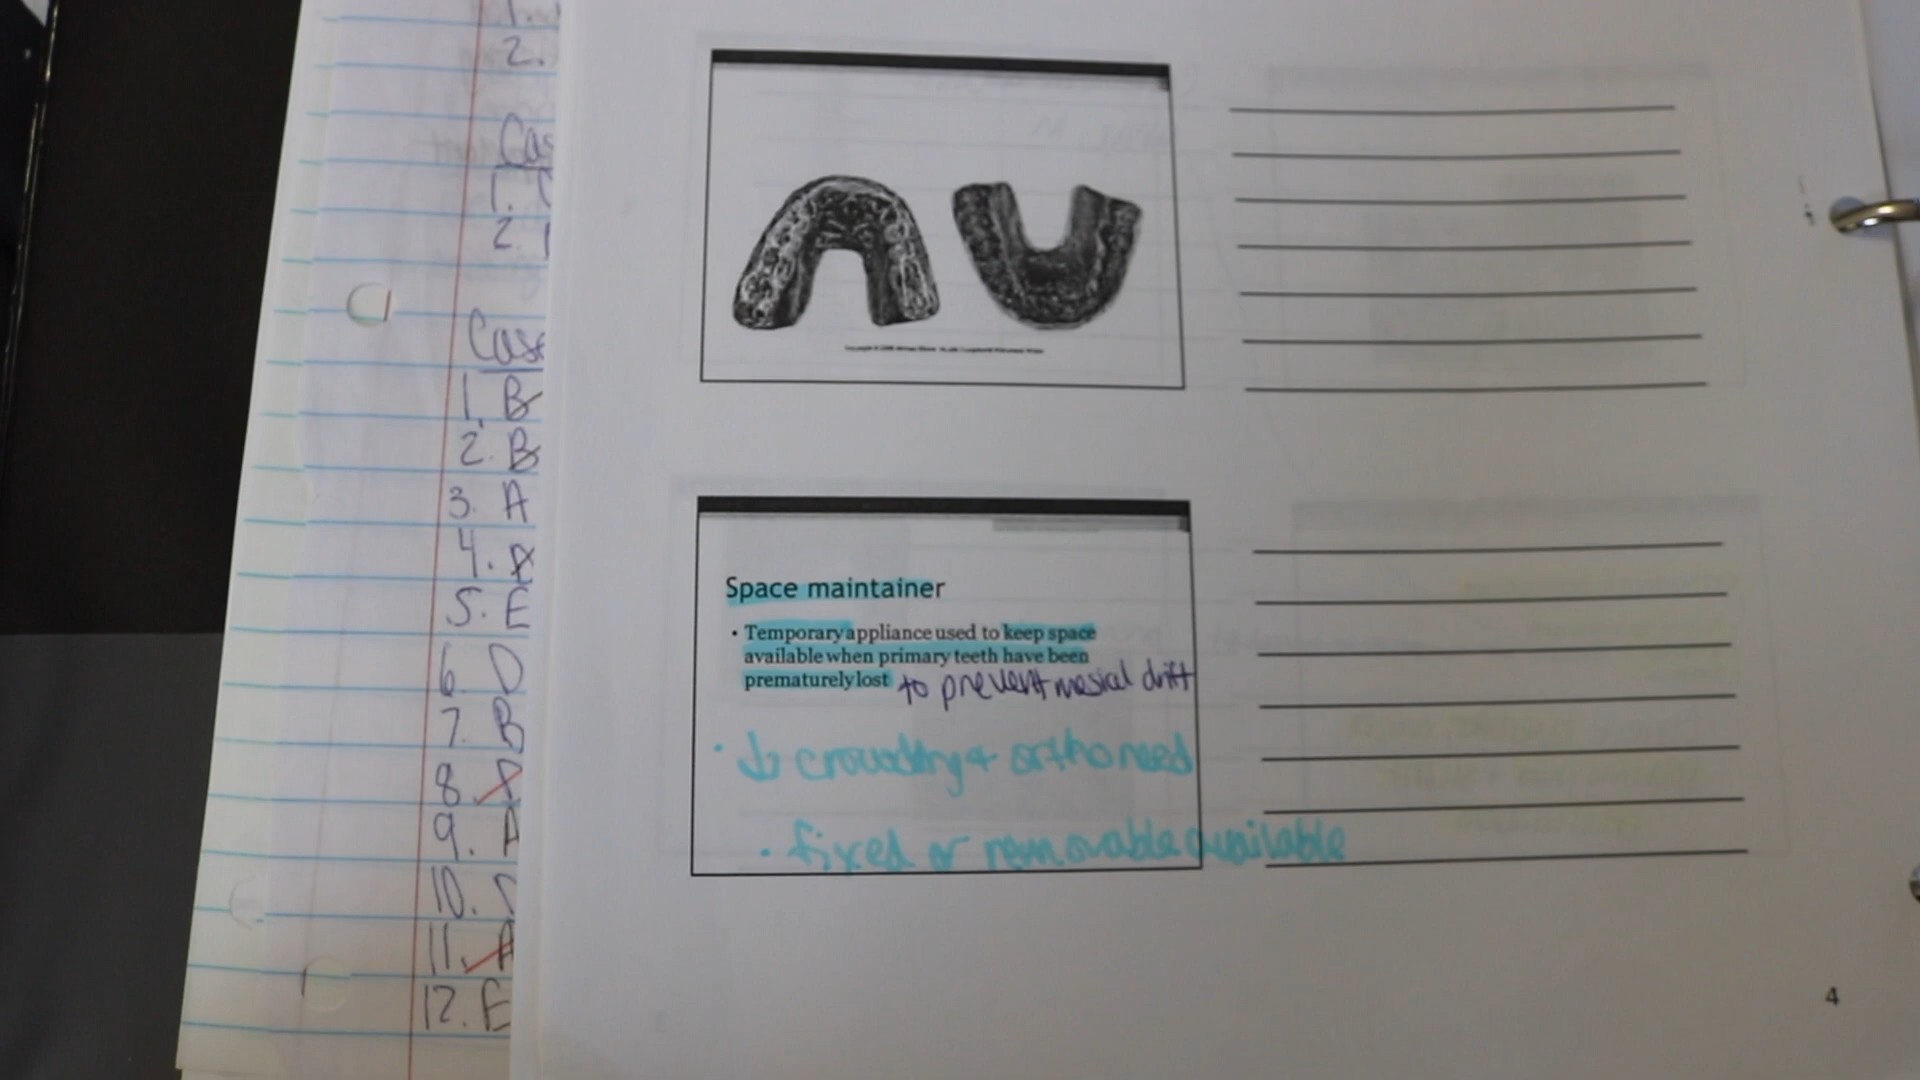 1.
2.
Cas
1.
2.
Case
1. B
2. B
3. A
4.
5. E
6. D
7. B
8.
9. A
10.
11. A
12. E
Space maintainer
• Temporary appliance used to keep space
available when primary teeth have been
prematurely lost to prevent mesial drift
• ↓ crowding + ortho need
• fixed or removable available
4